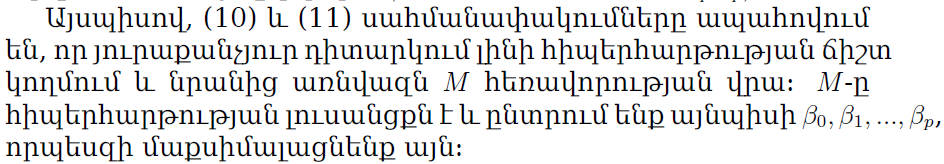 Այսպիսով, (10) և (11) սահմանափակումները ապահովում
են, որ յուրաքանչյուր դիտարկում լինի հիպերհարթության ճիշտ
կողմում և նրանից առնվազն M հեռավորության վրա։ M-ը
հիպերհարթության լուսանցքն է և ընտրում ենք այնպիսի β₀, β₁, ..., βₚ,
որպեսզի մաքսիմալացնենք այն։